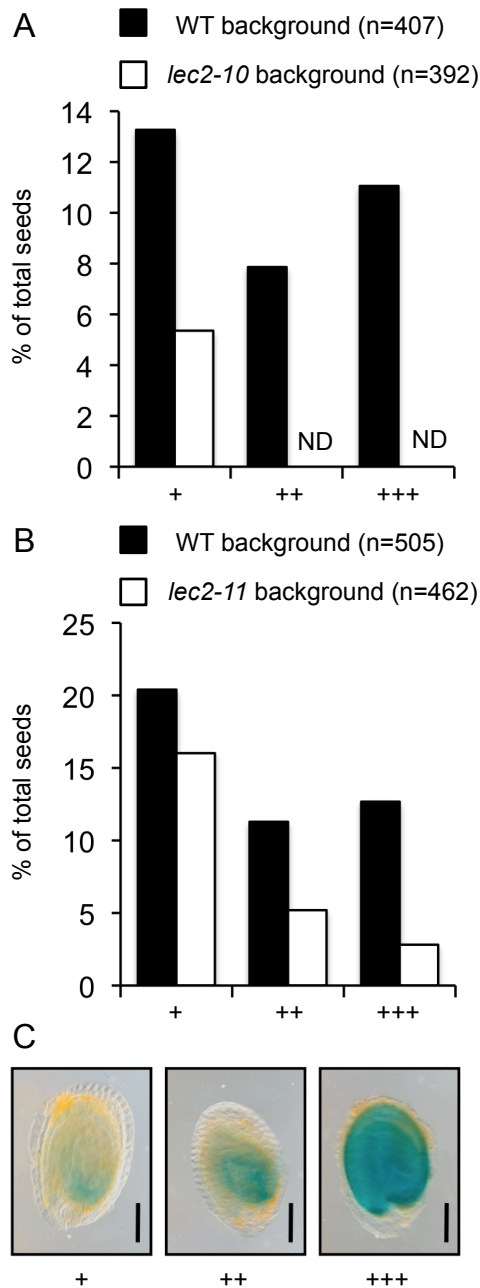 A
WT background (n=407)
lec2-10 background (n=392)
% of total seeds
14
12
10
8
6
4
2
0
ND
ND
+
++
+++
B
WT background (n=505)
lec2-11 background (n=462)
% of total seeds
25
20
15
10
5
0
+
++
+++
C
+
++
+++